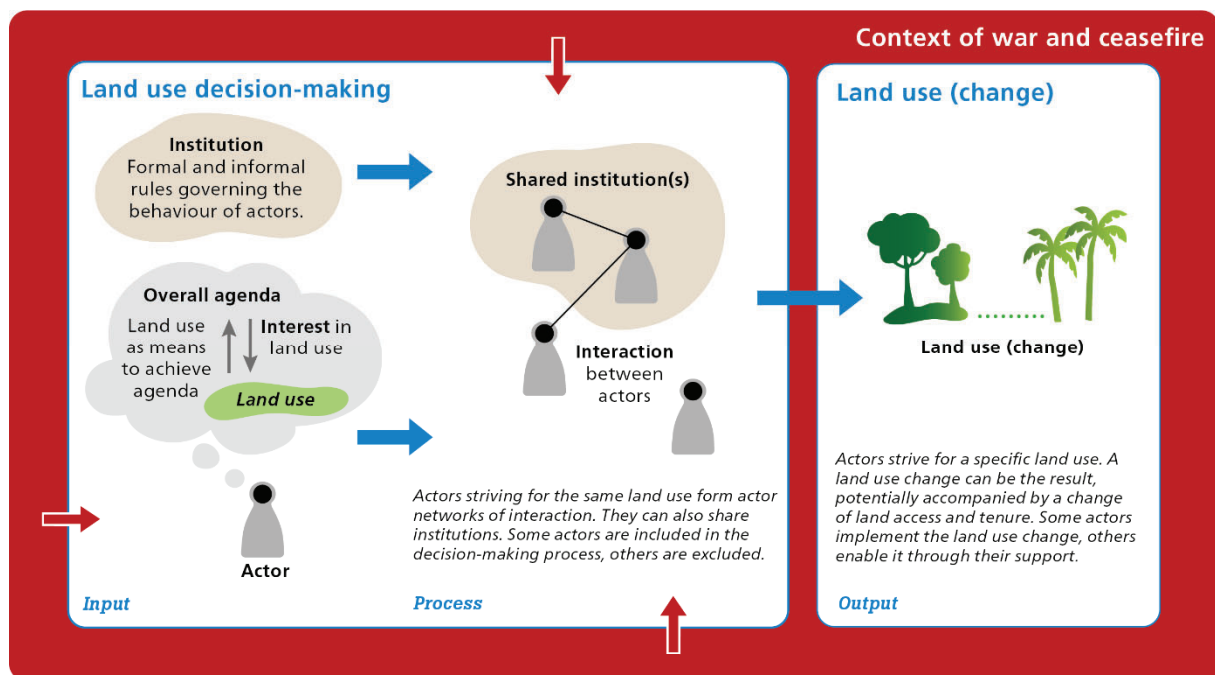 Context of war and ceasefire
Land use decision-making
Institution
Formal and informal
rules governing the
behaviour of actors.
Overall agenda
Land use
as means
to achieve
agenda
Interest in
land use
Land use
Actor
Input
Shared institution(s)
Interaction
between
actors
Actors striving for the same land use form actor
networks of interaction. They can also share
institutions. Some actors are included in the
decision-making process, others are excluded.
Process
Land use (change)
Land use (change)
Actors strive for a specific land use. A
land use change can be the result,
potentially accompanied by a change
of land access and tenure. Some actors
implement the land use change, others
enable it through their support.
Output